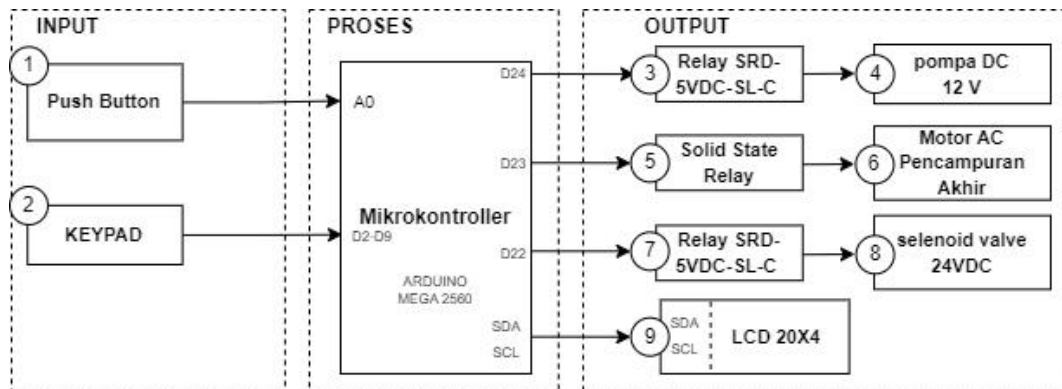 INPUT
PROSES
OUTPUT
1
Push Button
2
KEYPAD
A0
D24
D23
Mikrokontroller
D2-D9
D22
ARDUINO
MEGA 2560
SDA
SCL
3
Relay SRD-
5VDC-SL-C
4
pompa DC
12 V
5
Solid State
Relay
6
Motor AC
Pencampuran
Akhir
7
Relay SRD-
5VDC-SL-C
8
selenoid valve
24VDC
9
SDA
SCL
LCD 20X4